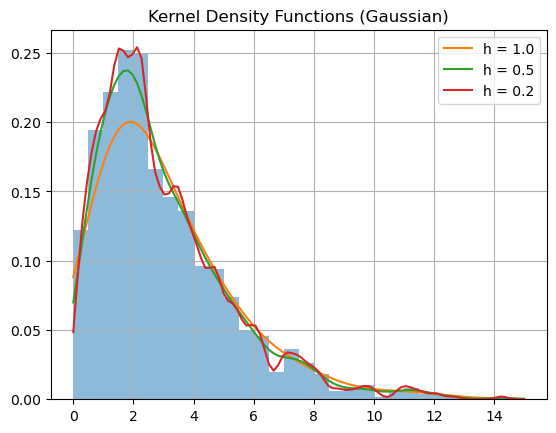 Kernel Density Functions (Gaussian)
h = 1.0
h = 0.5
h = 0.2
0.25
0.20
0.15
0.10
0.05
0.00
0 2 4 6 8 10 12 14